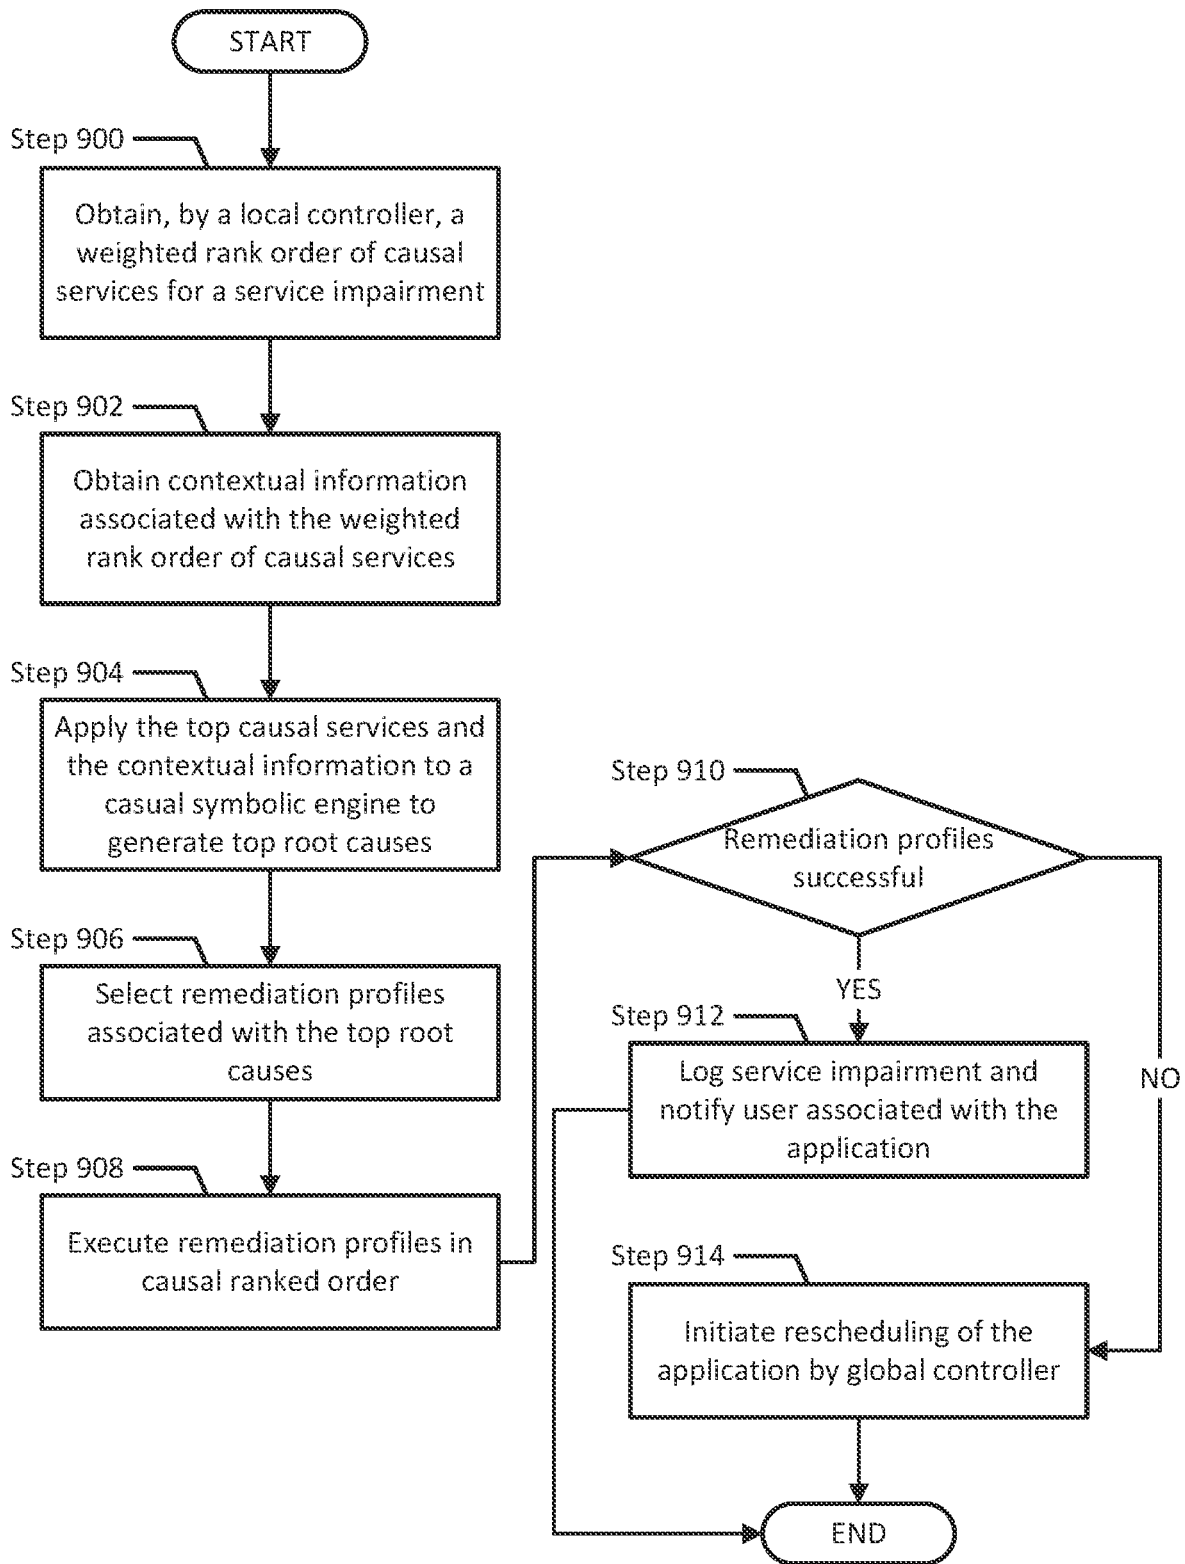 START
Step 900
Obtain, by a local controller, a
weighted rank order of causal
services for a service impairment
Step 902
Obtain contextual information
associated with the weighted
rank order of causal services
Step 904
Apply the top causal services and
the contextual information to a
casual symbolic engine to
generate top root causes
Step 906
Select remediation profiles
associated with the top root
causes
Step 908
Execute remediation profiles in
causal ranked order
Step 910
Remediation profiles
successful
YES
NO
Step 912
Log service impairment and
notify user associated with the
application
Step 914
Initiate rescheduling of the
application by global controller
END